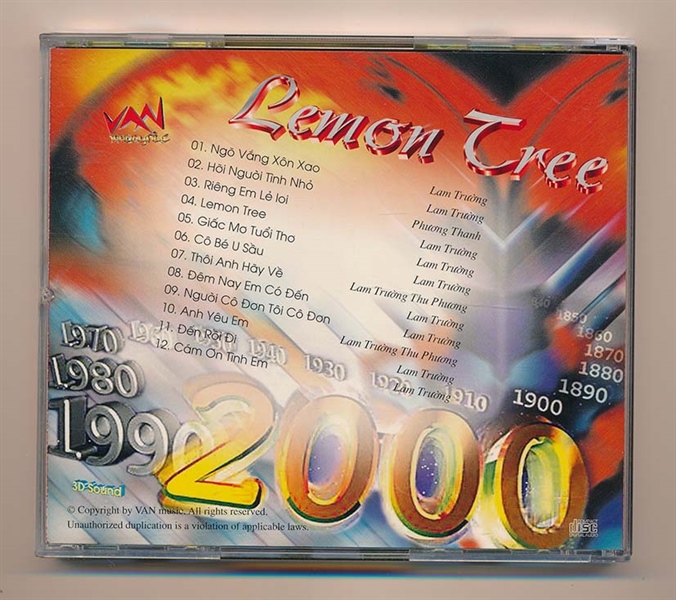 VAN
Lemon Tree
01. Ngõ Vắng Xôn Xao Lam Trường
02. Hỡi Người Tình Nhỏ Lam Trường
03. Riêng Em Lẻ loi Phương Thanh
04. Lemon Tree Lam Trường
05. Giấc Mơ Tuổi Thơ Lam Trường
06. Cô Bé U Sầu Lam Trường
07. Thôi Anh Hãy Về Lam Trường Thu Phương
08. Đêm Nay Em Có Đến Lam Trường
09. Người Cô Đơn Tôi Cô Đơn Lam Trường
10. Anh Yêu Em Lam Trường Thu Phương
11. Đến Rồi Đi Lam Trường
12. Cám Ơn Tình Em Lam Trường
1850
1860
1870
1880
1890
1900
1910
1920
1930
1940
1970
1980
1990
2000
3D Sound
© Copyright by VAN music. All rights reserved.
Unauthorized duplication is a violation of applicable laws.
disc
DIGITAL AUDIO